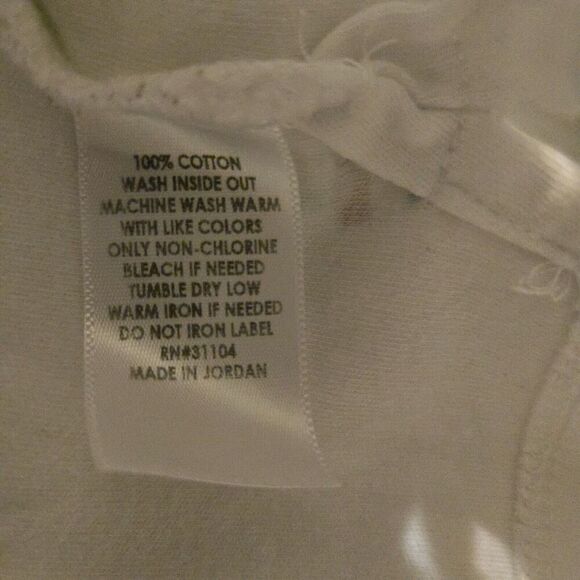 100% COTTON
WASH INSIDE OUT
MACHINE WASH WARM
WITH LIKE COLORS
ONLY NON-CHLORINE
BLEACH IF NEEDED
TUMBLE DRY LOW
WARM IRON IF NEEDED
DO NOT IRON LABEL
RN#31104
MADE IN JORDAN